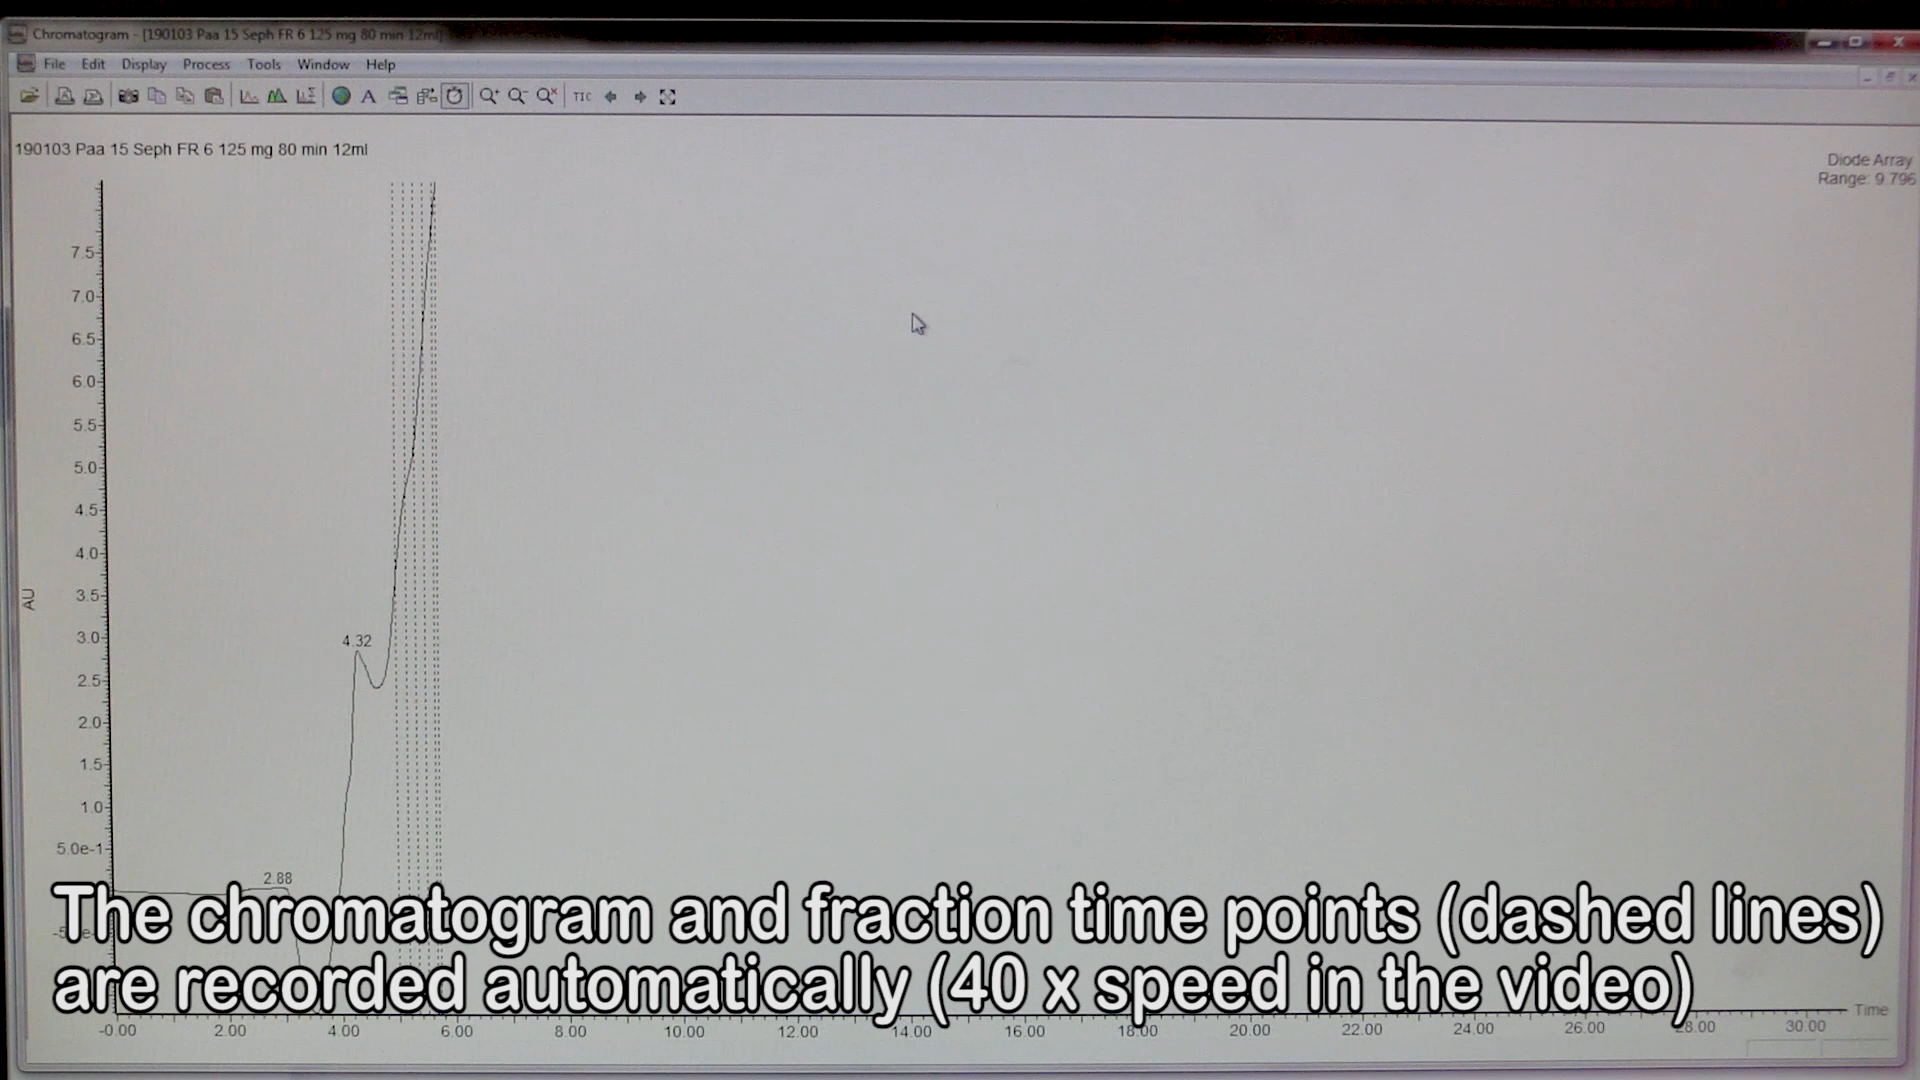 Chromatogram - [190103 Paa 15 Seph FR 6 125 mg 80 min 12ml]
File Edit Display Process Tools Window Help
TIC
190103 Paa 15 Seph FR 6 125 mg 80 min 12ml
Diode Array
Range: 9.796
7.5
7.0
6.5
6.0
5.5
5.0
4.5
4.0
3.5
AU
3.0
4.32
2.5
2.0
1.5
1.0
5.0e-1
2.88
The chromatogram and fraction time points (dashed lines)
are recorded automatically (40 x speed in the video)
Time
-0.00 2.00 4.00 6.00 8.00 10.00 12.00 14.00 16.00 18.00 20.00 22.00 24.00 26.00 28.00 30.00